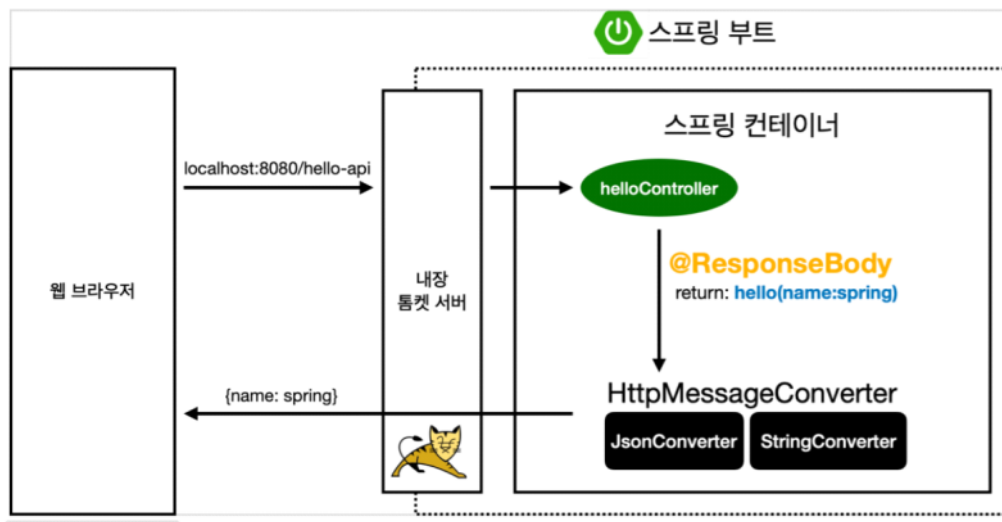 스프링 부트
스프링 컨테이너
localhost:8080/hello-api
helloController
@ResponseBody
return: hello(name:spring)
웹 브라우저
내장
톰켓 서버
{name: spring}
HttpMessageConverter
JsonConverter
StringConverter